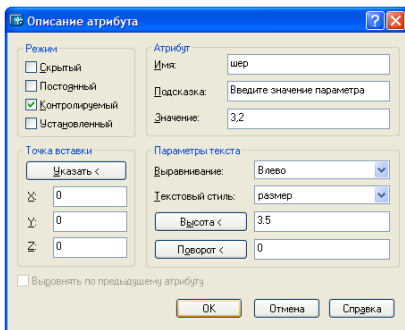 Описание атрибута
Режим
Скрытый
Постоянный
Контролируемый
Установленный
Атрибут
Имя: шер
Подсказка: Введите значение параметра
Значение: 3,2
Точка вставки
Указать <
X: 0
Y: 0
Z: 0
Параметры текста
Выравнивание: Влево
Текстовый стиль: размер
Высота < 3.5
Поворот < 0
Выровнять по предыдущему атрибуту
OK Отмена Справка